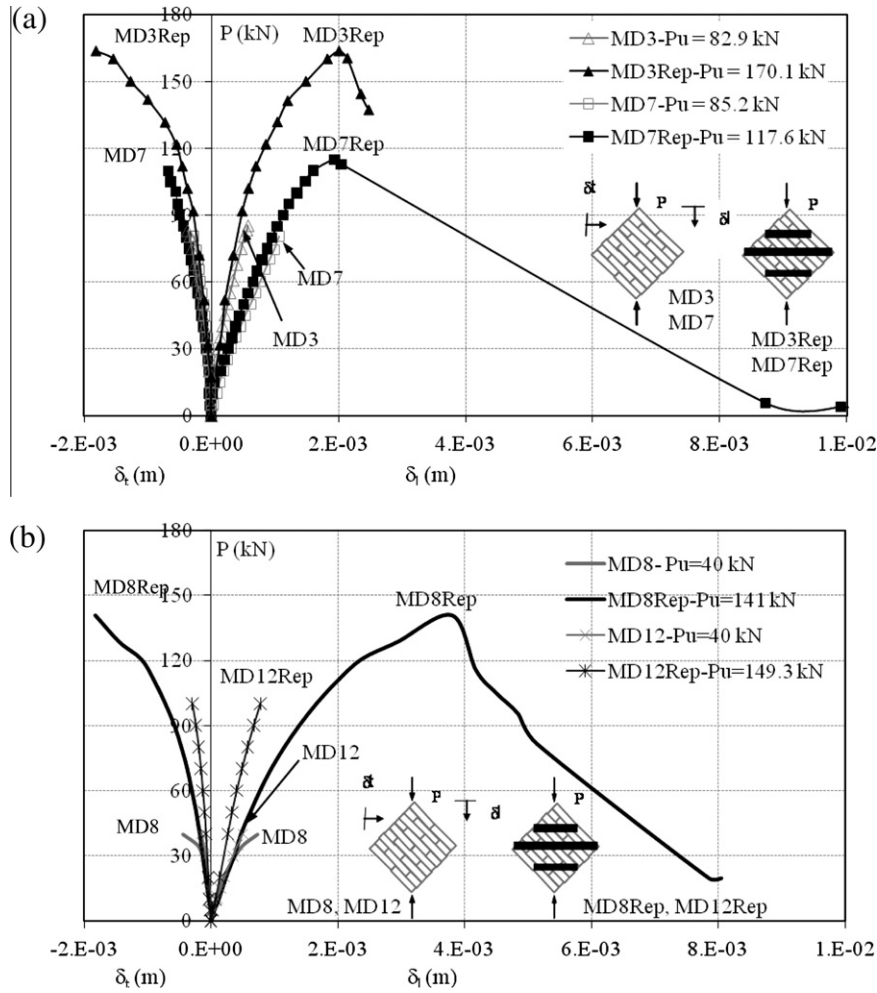 (a)
180
150
120
90
60
30
0
P (kN)
MD3Rep
MD3Rep
MD7
MD7Rep
MD7
MD3
MD3-Pu = 82.9 kN
MD3Rep-Pu = 170.1 kN
MD7-Pu = 85.2 kN
MD7Rep-Pu = 117.6 kN
δt
P
δl
P
MD3
MD7
MD3Rep
MD7Rep
-2.E-03 0.E+00 2.E-03 4.E-03 6.E-03 8.E-03 1.E-02
δt (m) δl (m)
(b)
180
150
120
90
60
30
0
P (kN)
MD8Rep
MD8Rep
MD12Rep
MD12
MD8
MD8
MD8- Pu=40 kN
MD8Rep-Pu=141 kN
MD12-Pu=40 kN
MD12Rep-Pu=149.3 kN
δt
P
δl
P
MD8, MD12
MD8Rep, MD12Rep
-2.E-03 0.E+00 2.E-03 4.E-03 6.E-03 8.E-03 1.E-02
δt (m) δl (m)